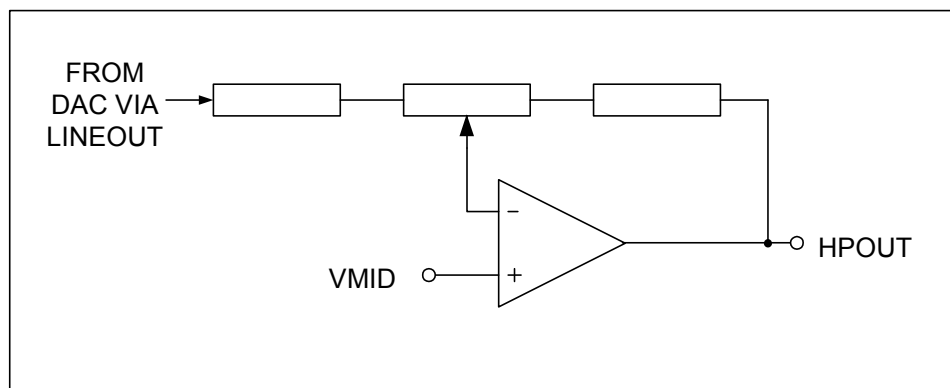 FROM
DAC VIA
LINEOUT
-
+
VMID
HPOUT